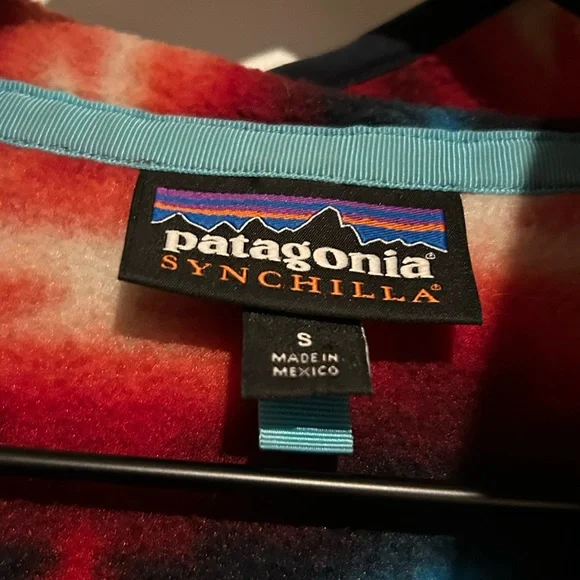 patagonia®
SYNCHILLA®
S
MADE IN
MEXICO